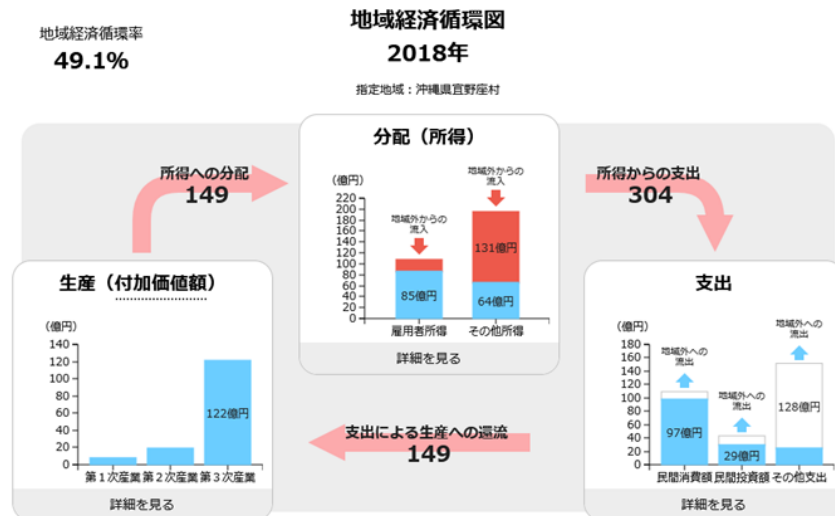 地域経済循環図
2018年
地域経済循環率
49.1%
指定地域：沖縄県宜野座村
所得への分配
149
分配（所得）
（億円）
220
200
180
160
140
120
100
80
60
40
20
0
地域外からの
流入
地域外からの
流入
85億円
131億円
64億円
雇用者所得
その他所得
詳細を見る
所得からの支出
304
生産（付加価値額）
（億円）
140
120
100
80
60
40
20
0
122億円
第１次産業
第２次産業
第３次産業
詳細を見る
支出による生産への還流
149
支出
（億円）
180
160
140
120
100
80
60
40
20
0
地域外への
流出
地域外への
流出
地域外への
流出
97億円
29億円
128億円
民間消費額
民間投資額
その他支出
詳細を見る